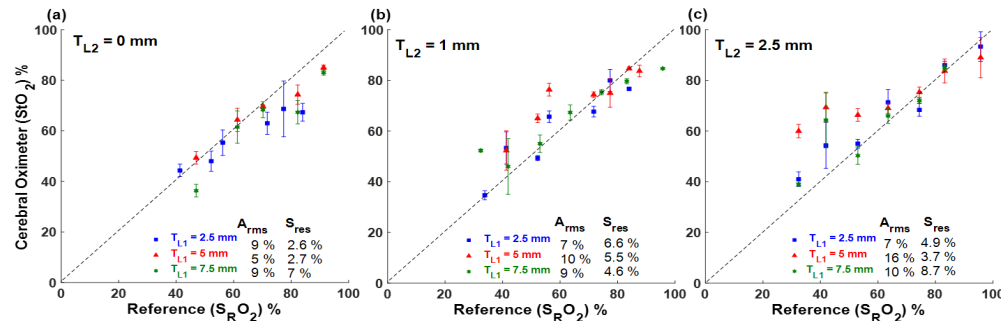 (a)
T_L2 = 0 mm
Cerebral Oximeter (StO₂) %
100
80
60
40
20
0
A_rms S_res
T_L1 = 2.5 mm 9 % 2.6 %
T_L1 = 5 mm 5 % 2.7 %
T_L1 = 7.5 mm 9 % 7 %
0 20 40 60 80 100
Reference (S_RO₂) %
(b)
T_L2 = 1 mm
100
80
60
40
20
0
A_rms S_res
T_L1 = 2.5 mm 7 % 6.6 %
T_L1 = 5 mm 10 % 5.5 %
T_L1 = 7.5 mm 9 % 4.6 %
0 20 40 60 80 100
Reference (S_RO₂) %
(c)
T_L2 = 2.5 mm
100
80
60
40
20
0
A_rms S_res
T_L1 = 2.5 mm 7 % 4.9 %
T_L1 = 5 mm 16 % 3.7 %
T_L1 = 7.5 mm 10 % 8.7 %
0 20 40 60 80 100
Reference (S_RO₂) %